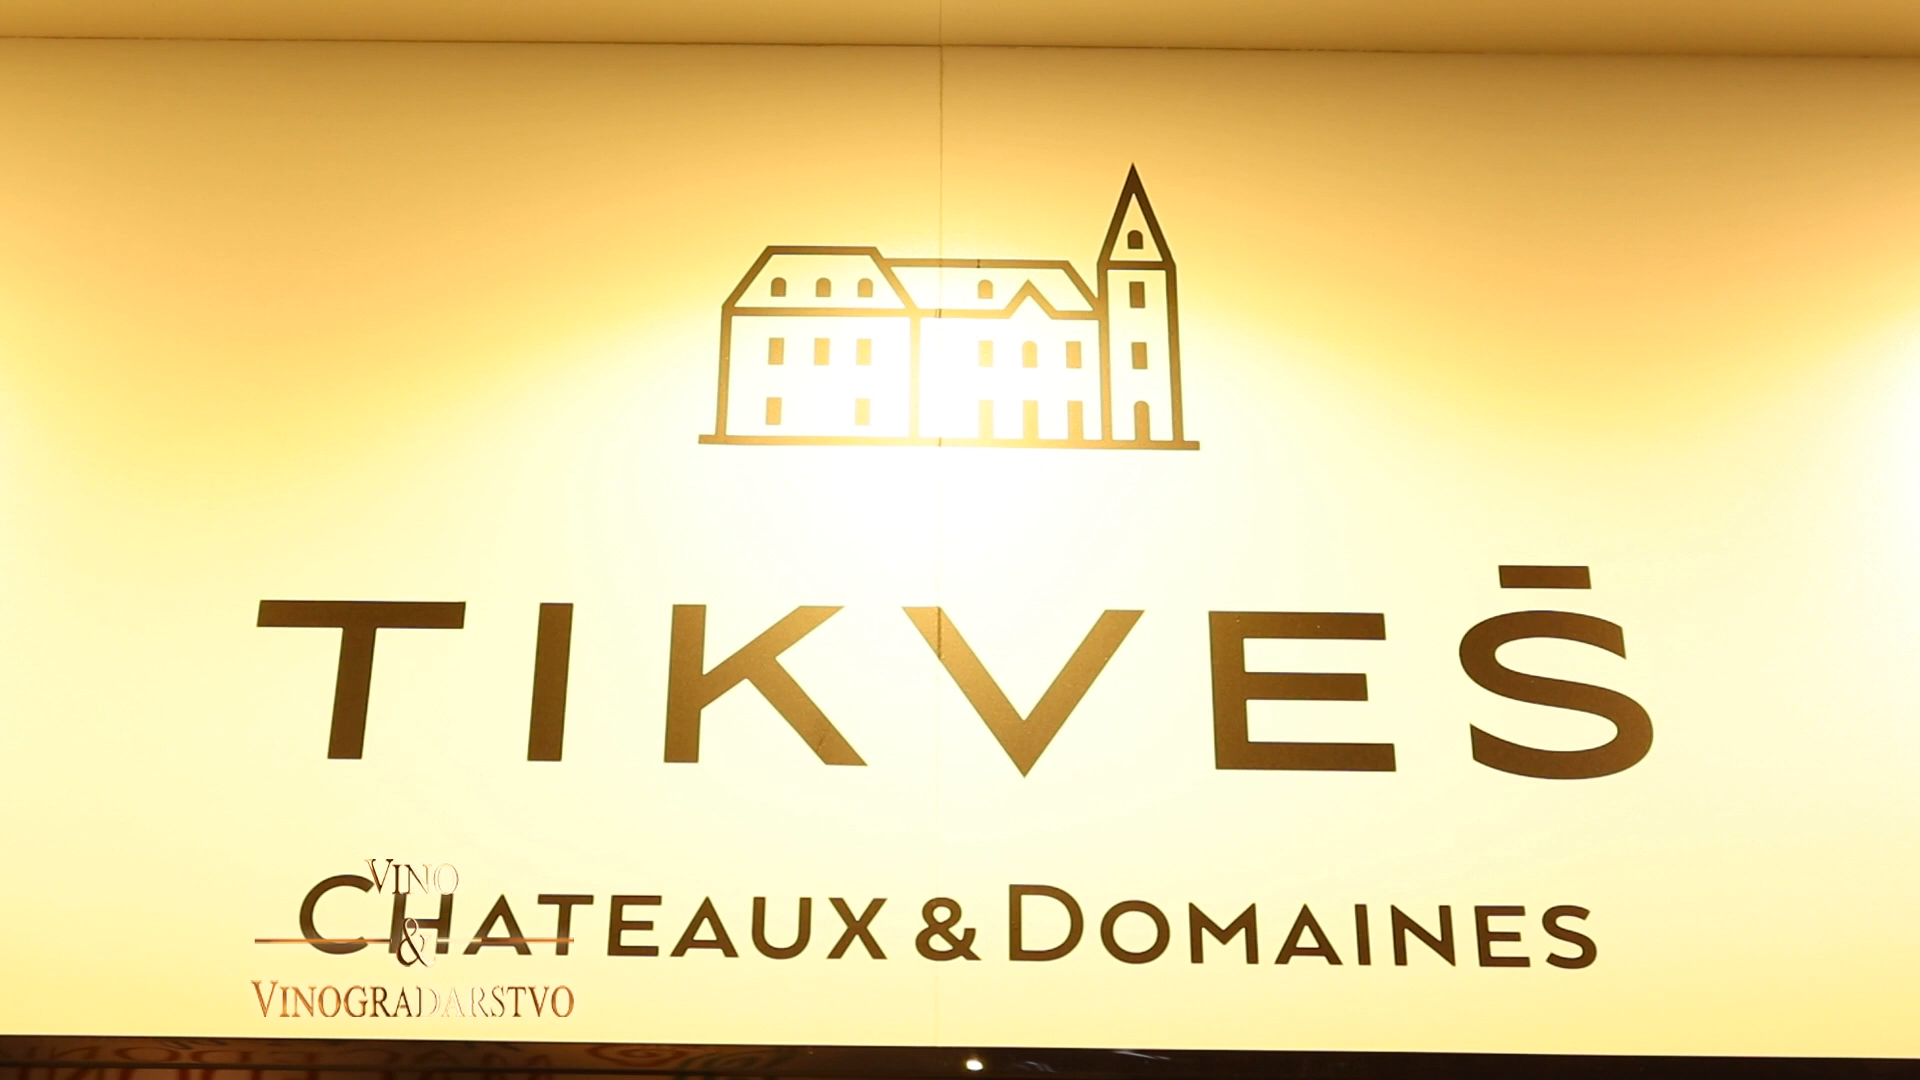 TIKVEŠ
CHATEAUX & DOMAINES
VINO
&
VINOGRADARSTVO